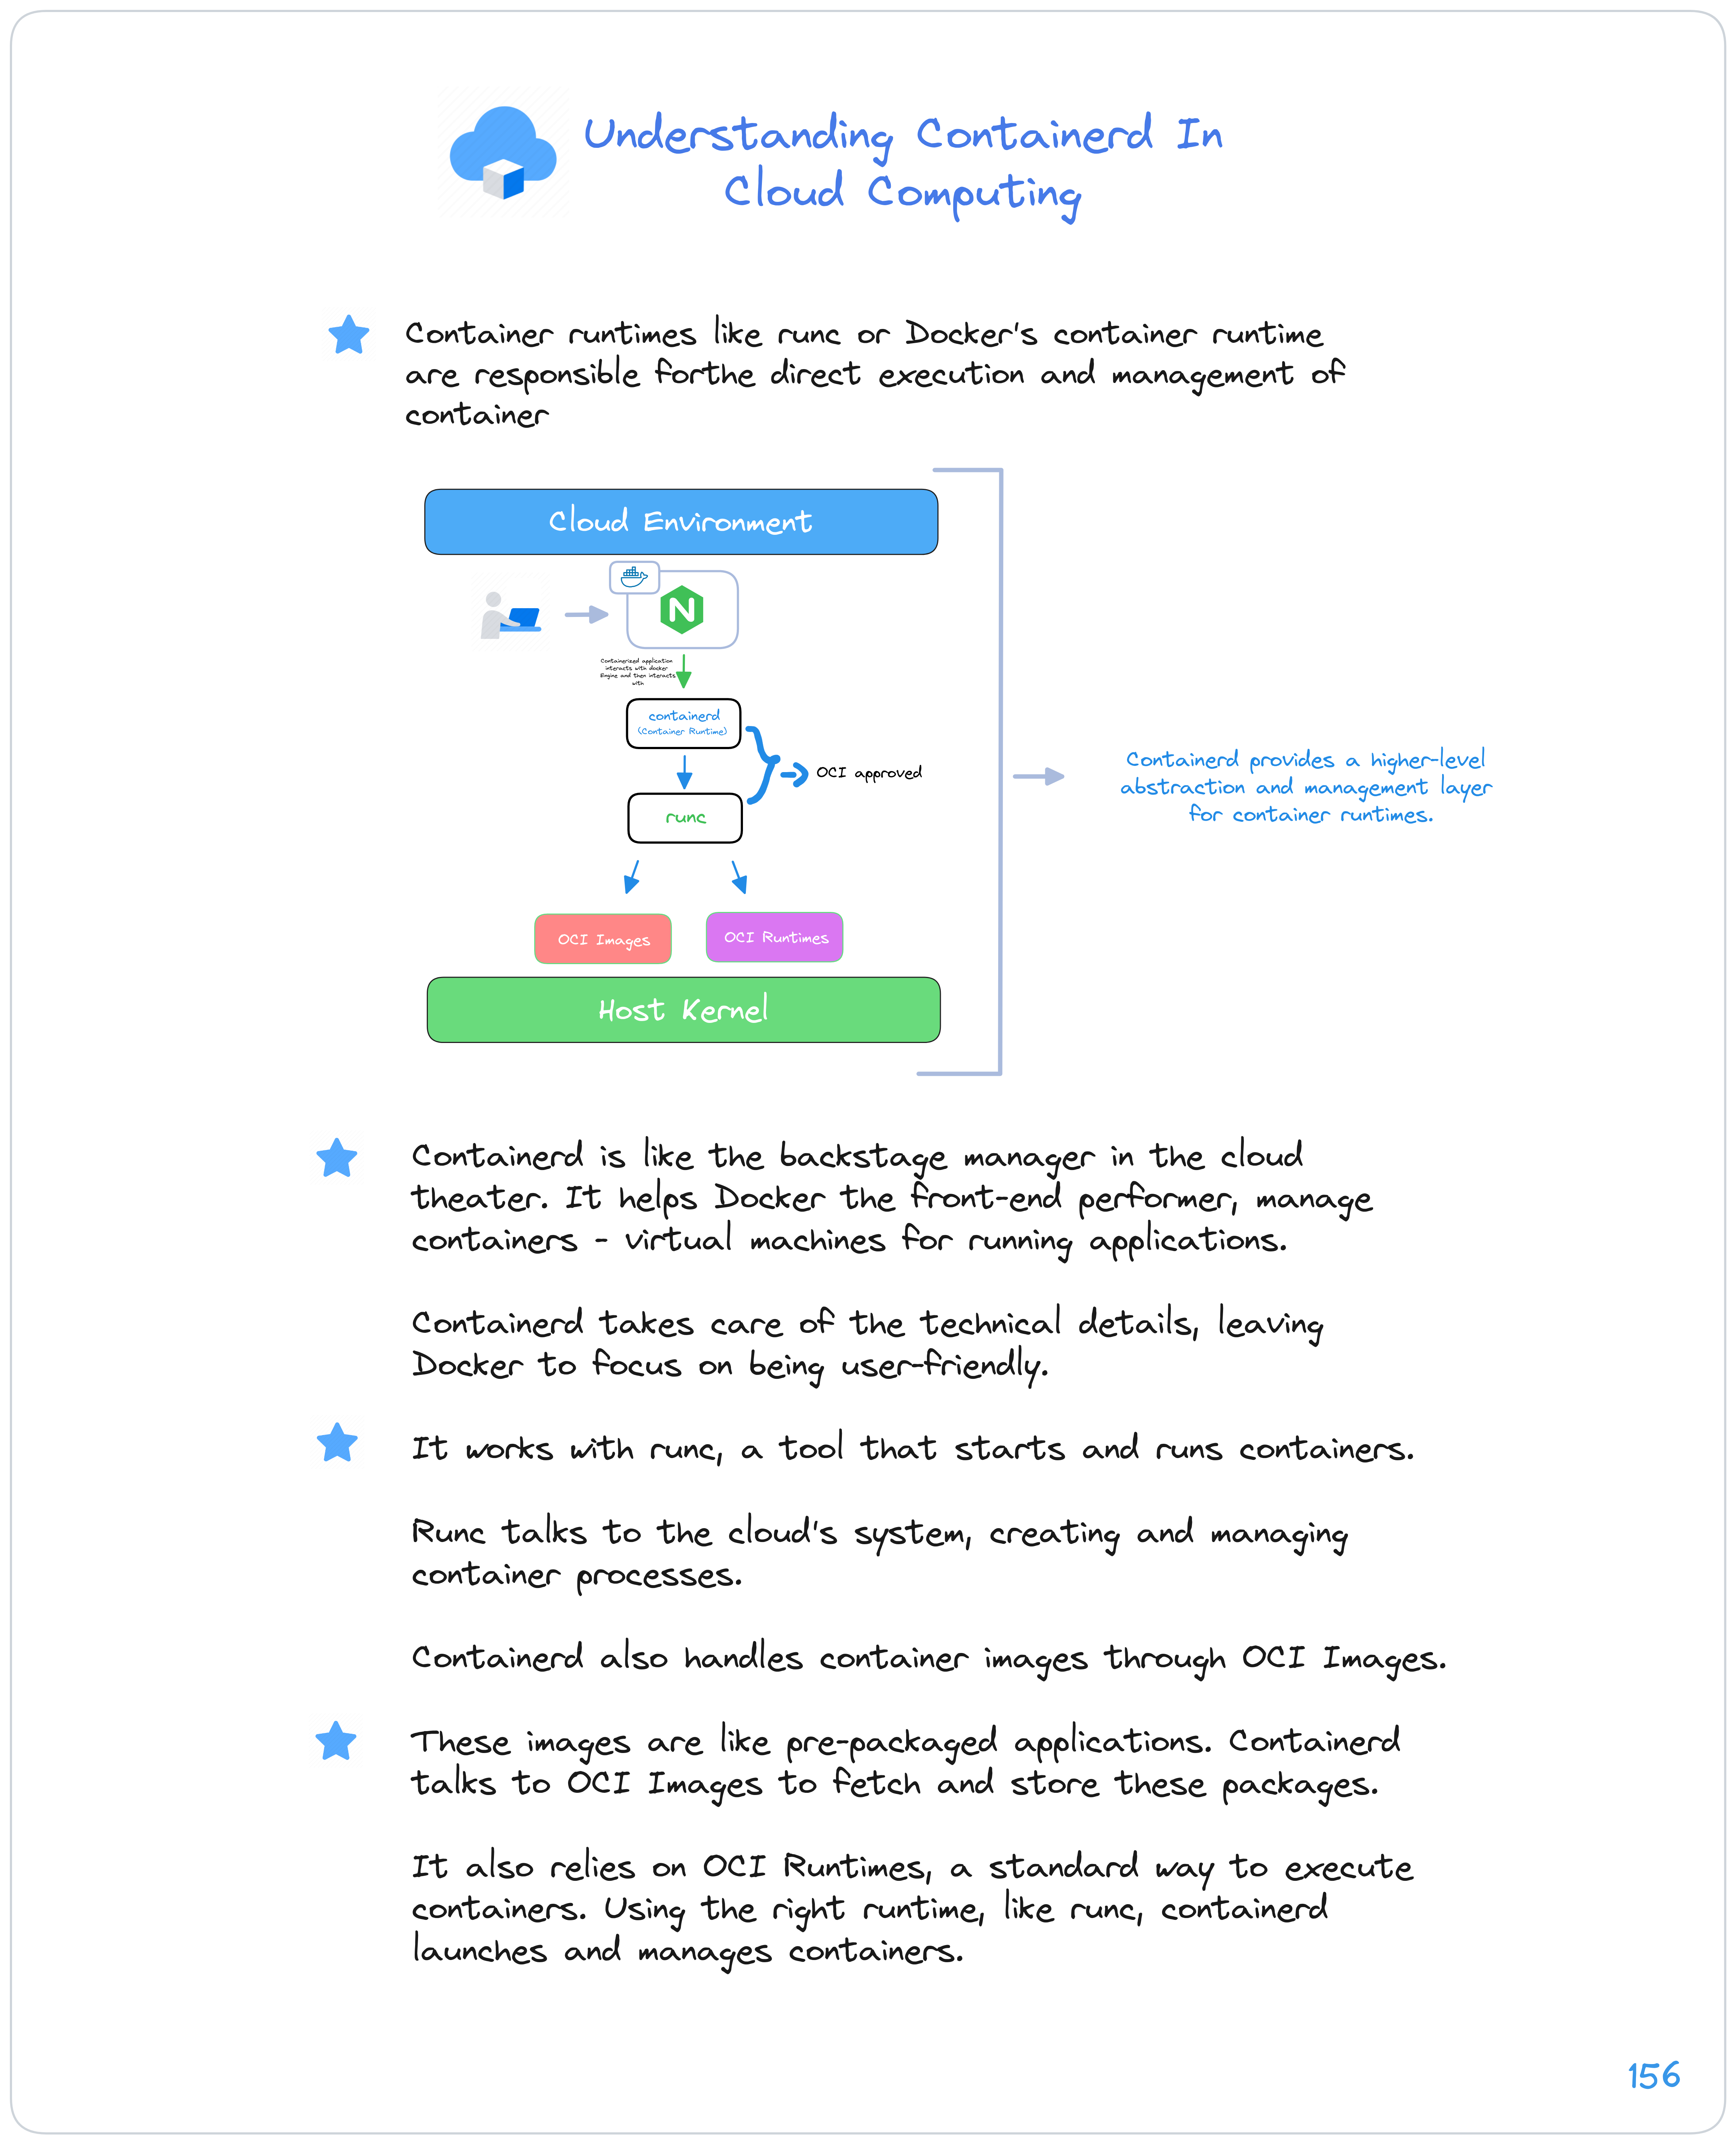 Understanding Containerd In
Cloud Computing
Container runtimes like runc or Docker's container runtime
are responsible forthe direct execution and management of
container
Cloud Environment
N
Containerized application
interacts with docker
Engine and then interacts
with
containerd
(Container Runtime)
OCI approved
runc
OCI Images
OCI Runtimes
Host Kernel
Containerd provides a higher-level
abstraction and management layer
for container runtimes.
Containerd is like the backstage manager in the cloud
theater. It helps Docker the front-end performer, manage
containers - virtual machines for running applications.
Containerd takes care of the technical details, leaving
Docker to focus on being user-friendly.
It works with runc, a tool that starts and runs containers.
Runc talks to the cloud's system, creating and managing
container processes.
Containerd also handles container images through OCI Images.
These images are like pre-packaged applications. Containerd
talks to OCI Images to fetch and store these packages.
It also relies on OCI Runtimes, a standard way to execute
containers. Using the right runtime, like runc, containerd
launches and manages containers.
156